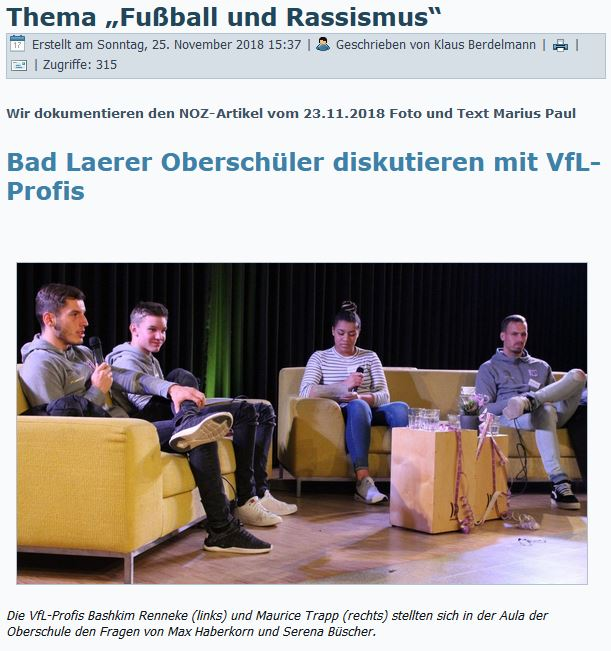 Thema „Fußball und Rassismus“
17 Erstellt am Sonntag, 25. November 2018 15:37 | Geschrieben von Klaus Berdelmann | |
| Zugriffe: 315
Wir dokumentieren den NOZ-Artikel vom 23.11.2018 Foto und Text Marius Paul
Bad Laerer Oberschüler diskutieren mit VfL-
Profis
Die VfL-Profis Bashkim Renneke (links) und Maurice Trapp (rechts) stellten sich in der Aula der
Oberschule den Fragen von Max Haberkorn und Serena Büscher.